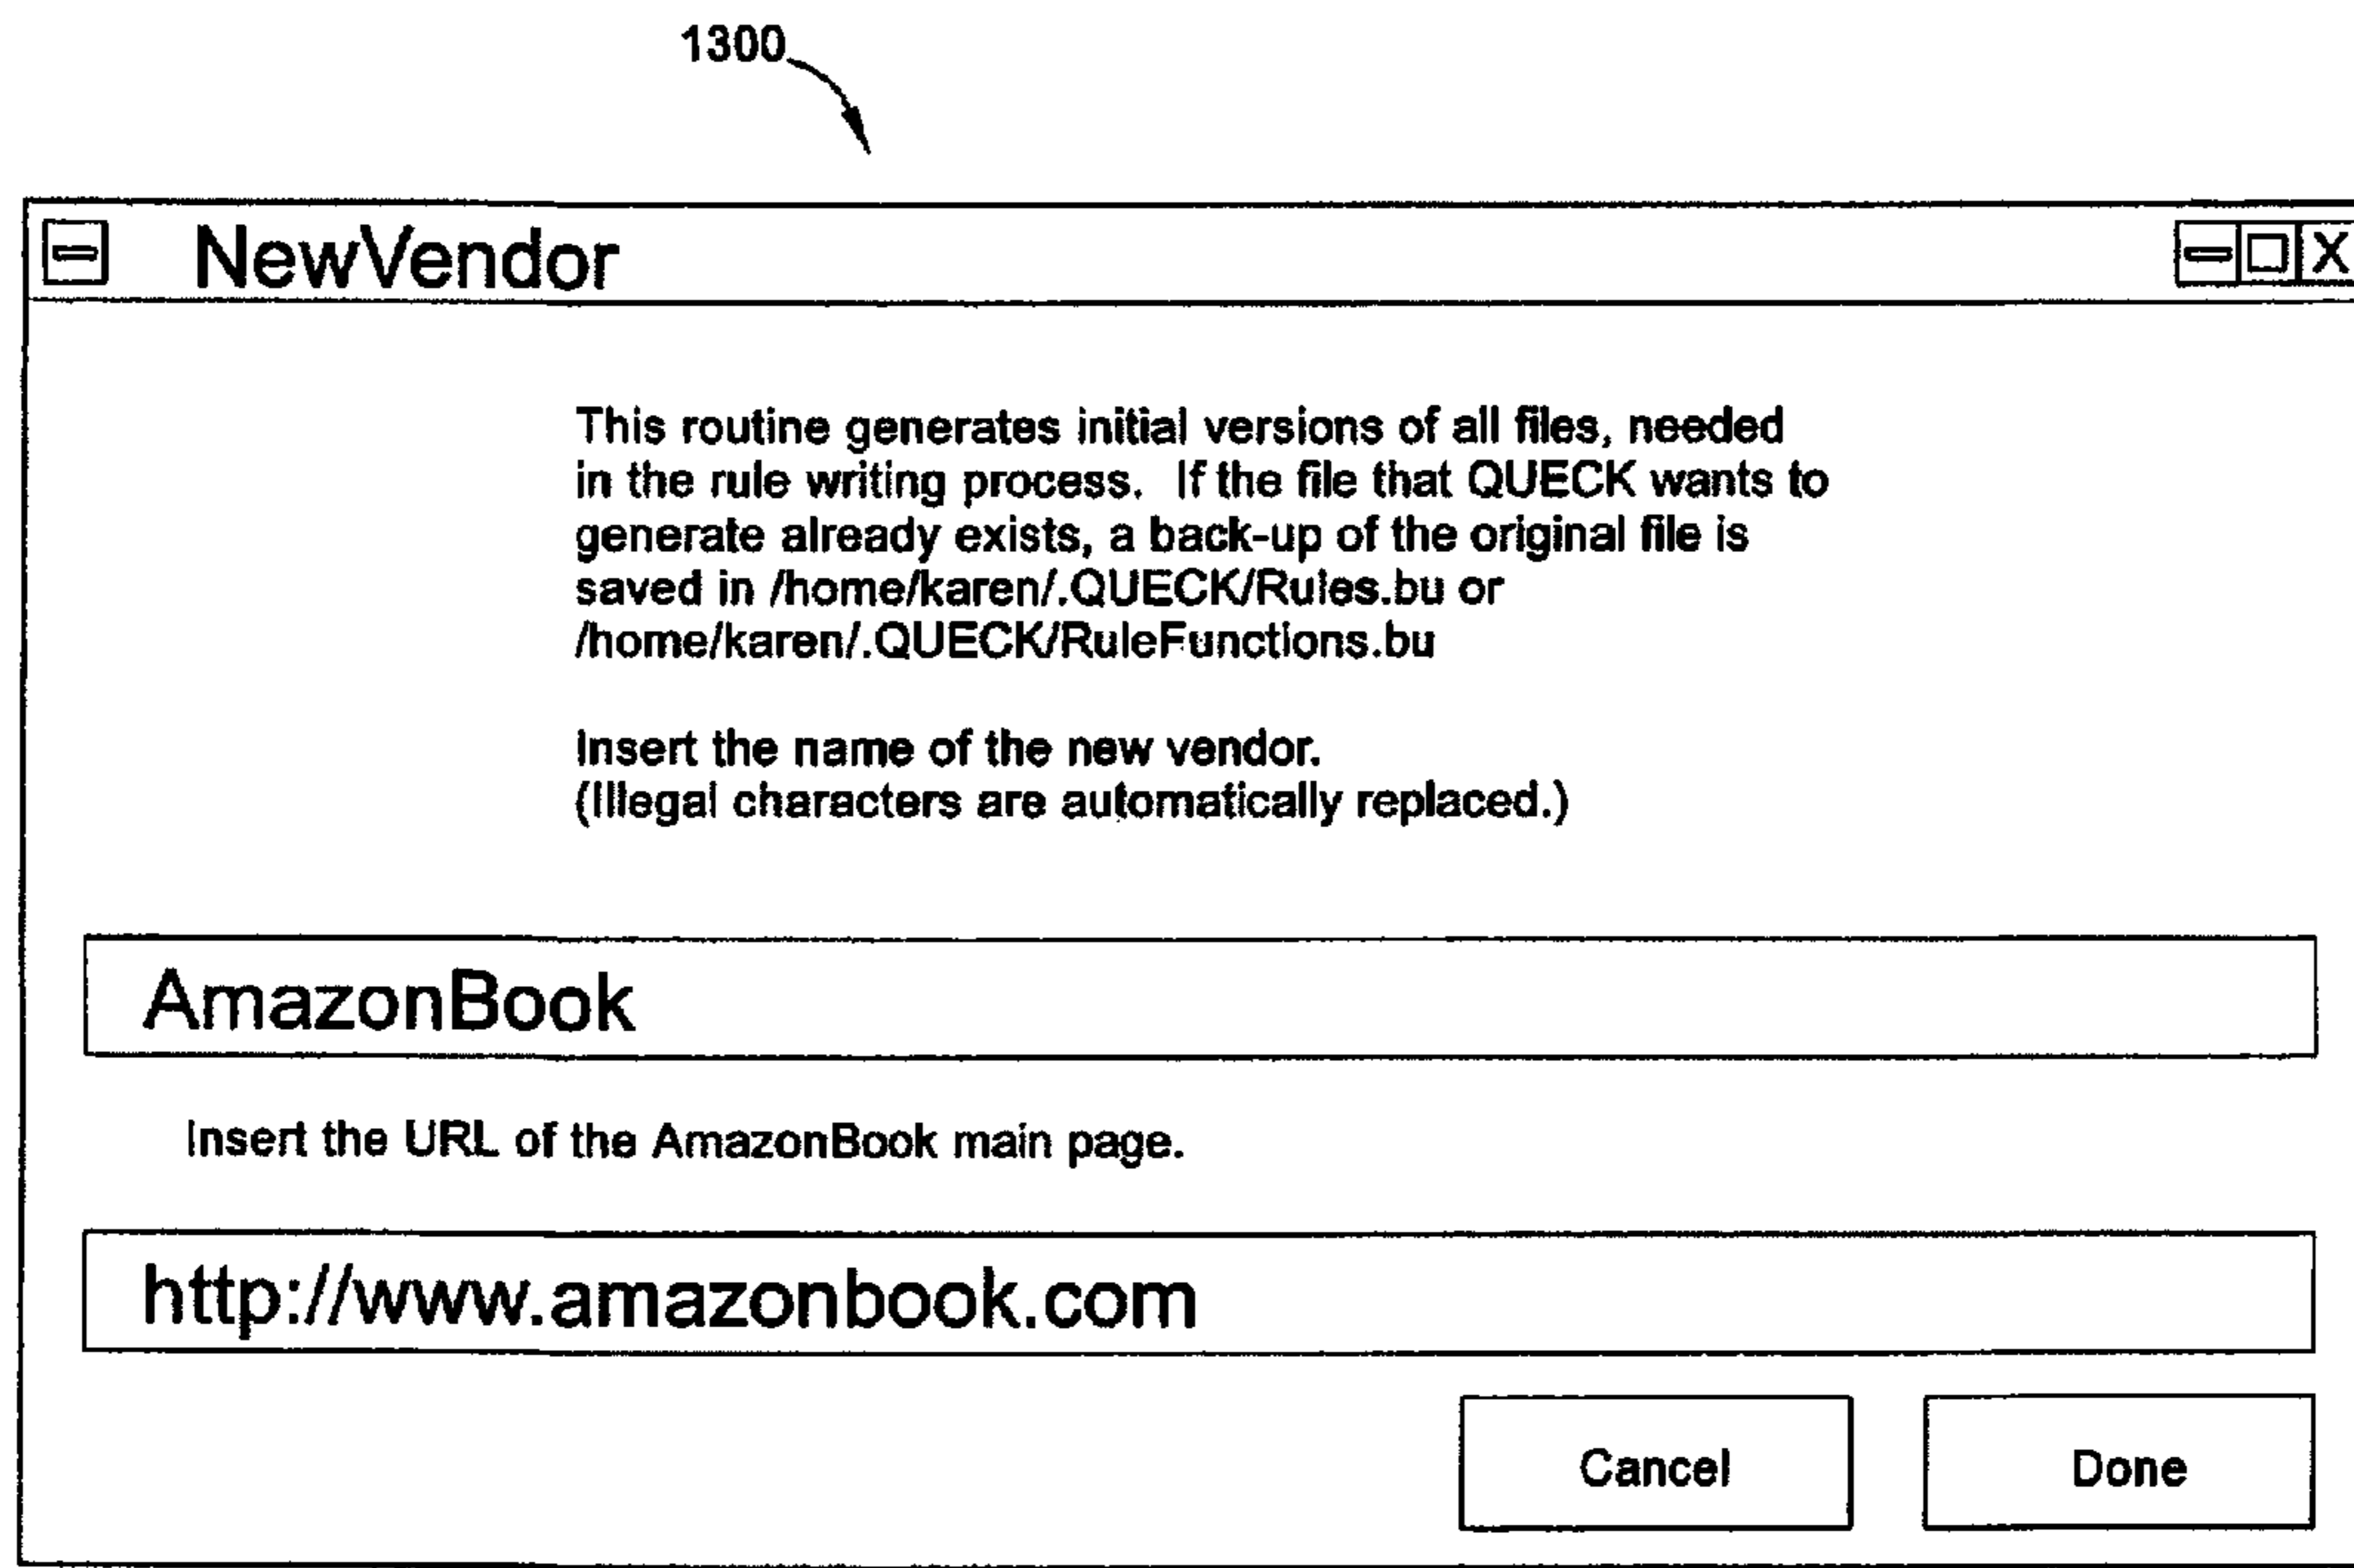 1300
NewVendor
X
This routine generates initial versions of all files, needed
in the rule writing process. If the file that QUECK wants to
generate already exists, a back-up of the original file is
saved in /home/karen/.QUECK/Rules.bu or
/home/karen/.QUECK/RuleFunctions.bu
Insert the name of the new vendor.
(Illegal characters are automatically replaced.)
AmazonBook
Insert the URL of the AmazonBook main page.
http://www.amazonbook.com
Cancel Done